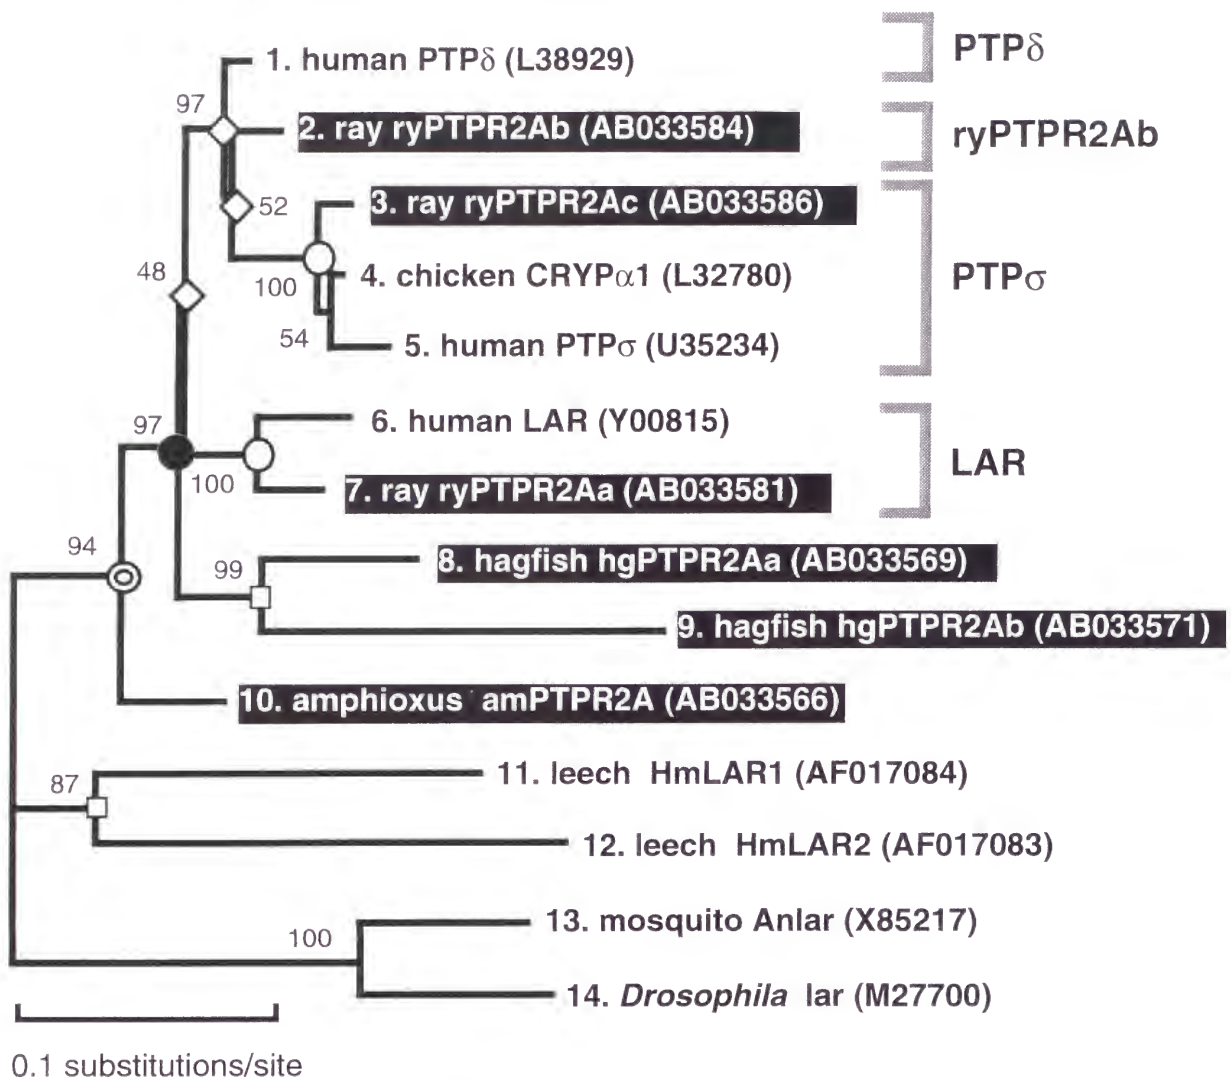 1. human PTPδ (L38929)
PTPδ
97
2. ray ryPTPR2Ab (AB033584)
ryPTPR2Ab
52
3. ray ryPTPR2Ac (AB033586)
48
100
4. chicken CRYPα1 (L32780)
PTPσ
54
5. human PTPσ (U35234)
97
6. human LAR (Y00815)
LAR
100
7. ray ryPTPR2Aa (AB033581)
94
99
8. hagfish hgPTPR2Aa (AB033569)
9. hagfish hgPTPR2Ab (AB033571)
10. amphioxus amPTPR2A (AB033566)
87
11. leech HmLAR1 (AF017084)
12. leech HmLAR2 (AF017083)
100
13. mosquito Anlar (X85217)
14. Drosophila lar (M27700)
0.1 substitutions/site